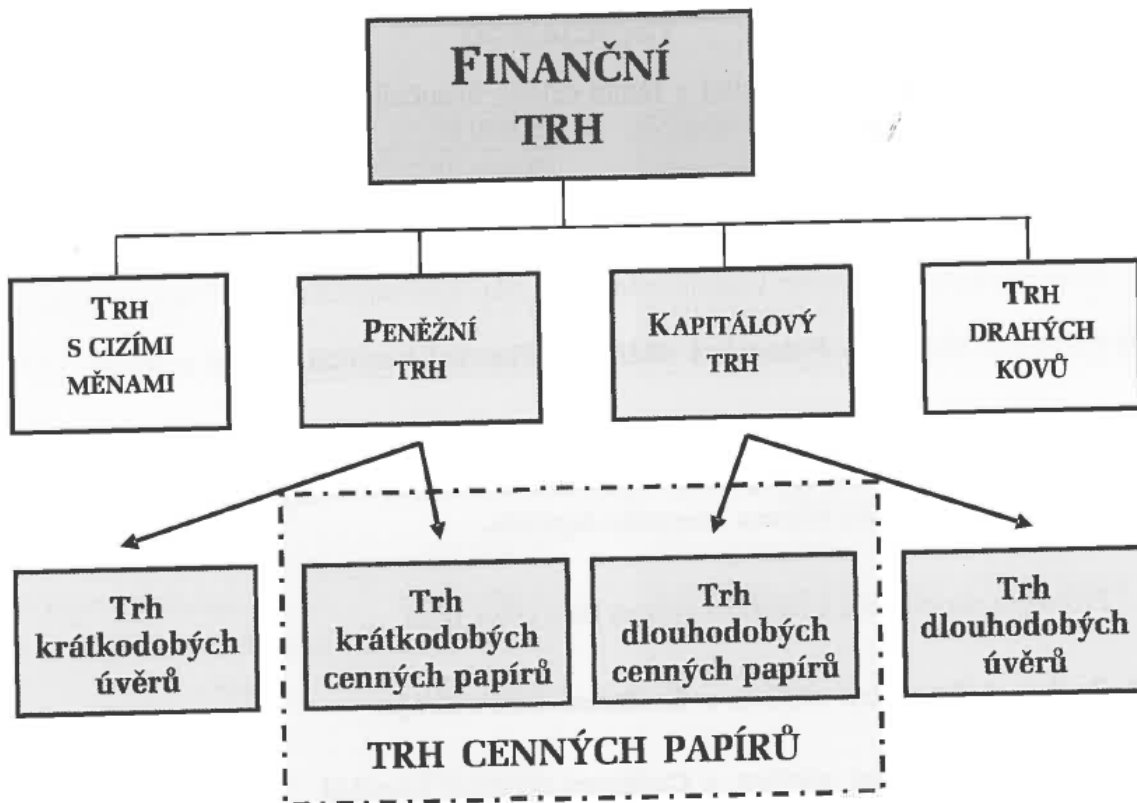 FINANČNÍ
TRH
TRH
S CIZÍMI
MĚNAMI
PENĚŽNÍ
TRH
KAPITÁLOVÝ
TRH
TRH
DRAHÝCH
KOVŮ
Trh
krátkodobých
úvěrů
Trh
krátkodobých
cenných papírů
Trh
dlouhodobých
cenných papírů
Trh
dlouhodobých
úvěrů
TRH CENNÝCH PAPÍRŮ